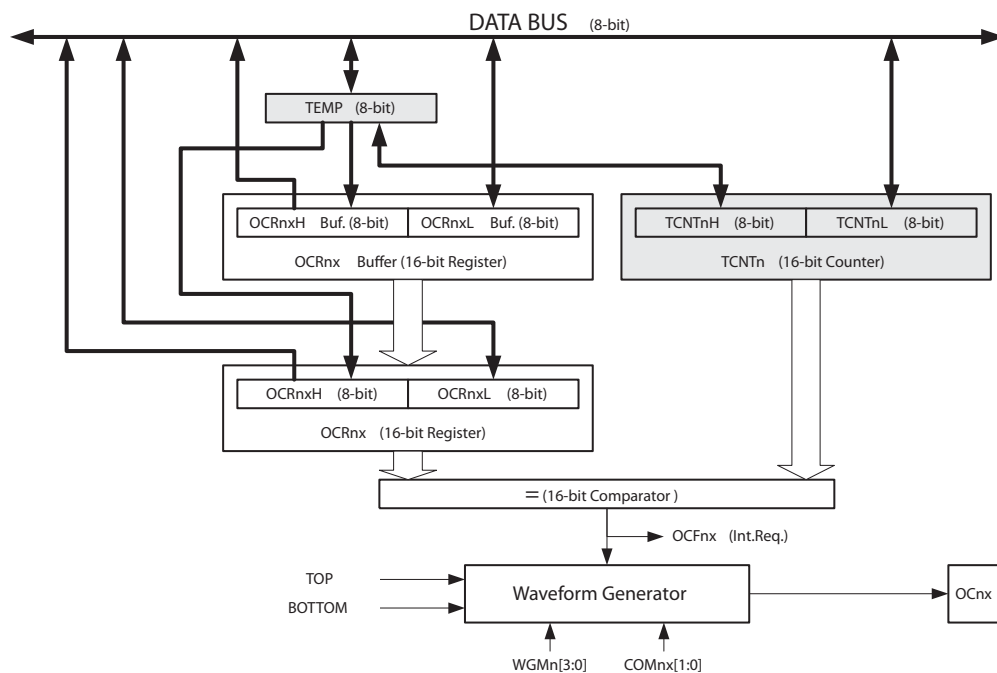 DATA BUS (8-bit)
TEMP (8-bit)
OCRnxH Buf. (8-bit) OCRnxL Buf. (8-bit) TCNTnH (8-bit) TCNTnL (8-bit)
OCRnx Buffer (16-bit Register) TCNTn (16-bit Counter)
OCRnxH (8-bit) OCRnxL (8-bit)
OCRnx (16-bit Register)
= (16-bit Comparator )
OCFnx (Int.Req.)
TOP
BOTTOM
Waveform Generator
OCnx
WGMn[3:0] COMnx[1:0]